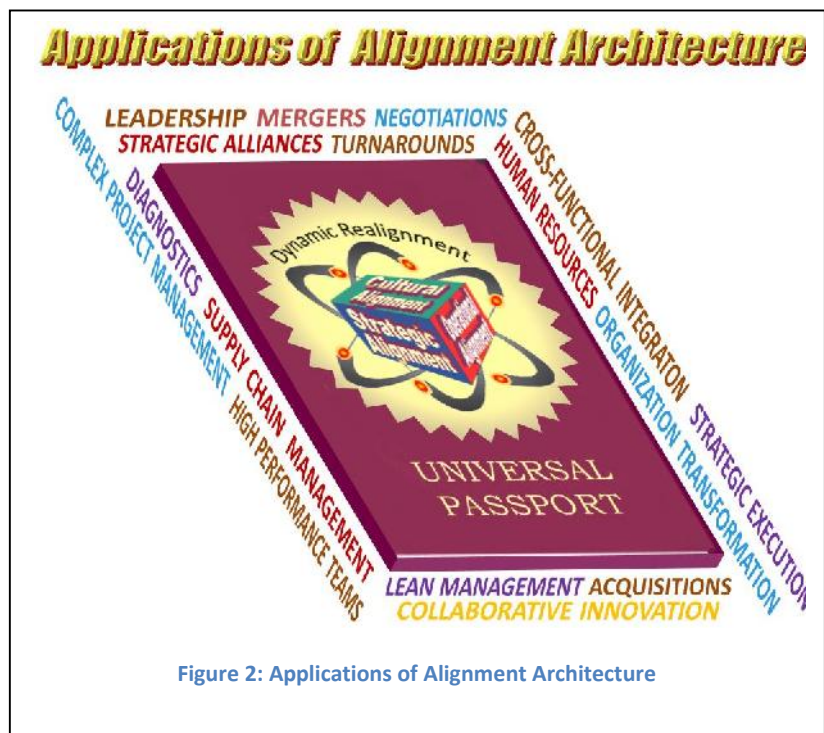 Applications of Alignment Architecture
LEADERSHIP MERGERS NEGOTIATIONS
STRATEGIC ALLIANCES TURNAROUNDS
COMPLEX PROJECT MANAGEMENT
DIAGNOSTICS
SUPPLY CHAIN MANAGEMENT
HIGH PERFORMANCE TEAMS
CROSS-FUNCTIONAL INTEGRATON
HUMAN RESOURCES
ORGANIZATION TRANSFORMATION
STRATEGIC EXECUTION
Dynamic Realignment
Cultural
Alignment
Strategic
Alignment
UNIVERSAL
PASSPORT
LEAN MANAGEMENT ACQUISITIONS
COLLABORATIVE INNOVATION
Figure 2: Applications of Alignment Architecture